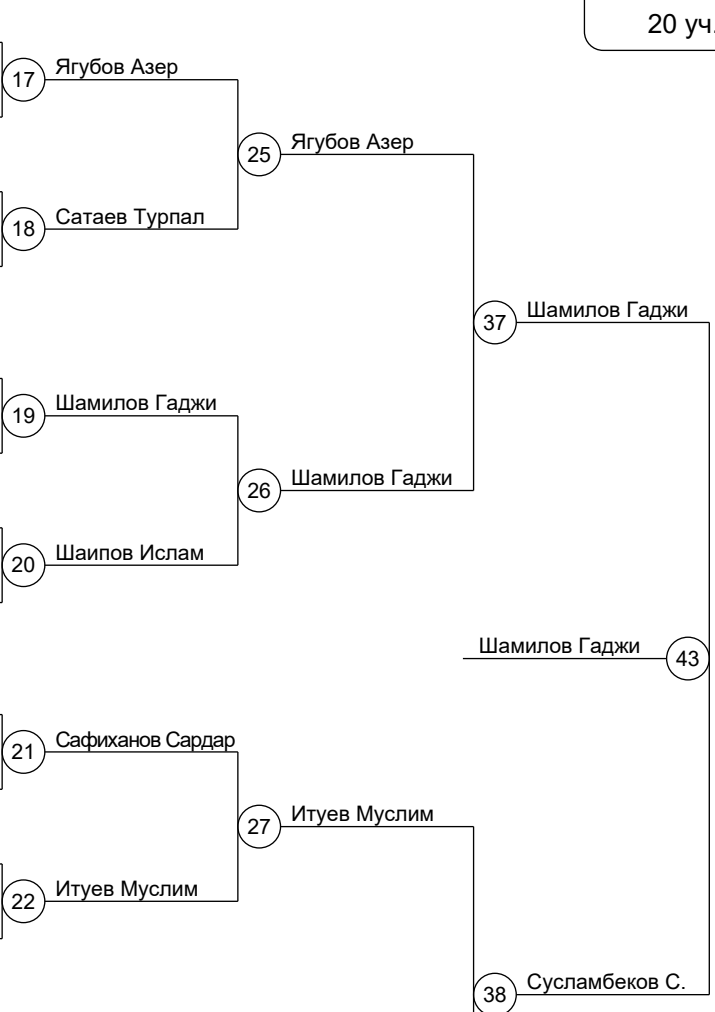 20 уч.
17 Ягубов Азер
25 Ягубов Азер
18 Сатаев Турпал
37 Шамилов Гаджи
19 Шамилов Гаджи
26 Шамилов Гаджи
20 Шаипов Ислам
Шамилов Гаджи 43
21 Сафиханов Сардар
27 Итуев Муслим
22 Итуев Муслим
38 Сусламбеков С.